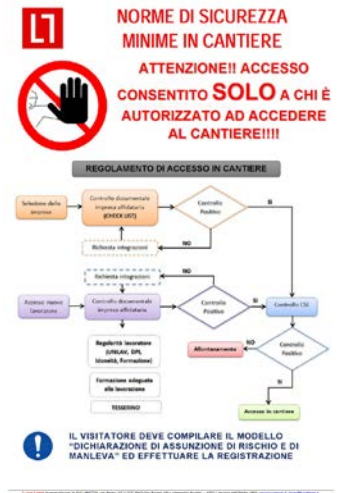 NORME DI SICUREZZA
MINIME IN CANTIERE
ATTENZIONE!! ACCESSO
CONSENTITO SOLO A CHI È
AUTORIZZATO AD ACCEDERE
AL CANTIERE!!!!
REGOLAMENTO DI ACCESSO IN CANTIERE
Selezione delle
imprese
Controllo documentale
impresa affidataria
(CHECK LIST)
Controllo
Positivo
SI
NO
Richiesta integrazioni
Richiesta integrazioni
NO
Accesso nuovo
lavoratore
Controllo documentale
impresa affidataria
Controllo
Positivo
SI
Controllo CSE
Regolarità lavoratore
(UNILAV, DPI,
Idoneità, Formazione)
Allontanamento
NO
Controllo
Positivo
Formazione adeguata
alla lavorazione
SI
TESSERINO
Accesso in cantiere
IL VISITATORE DEVE COMPILARE IL MODELLO
"DICHIARAZIONE DI ASSUNZIONE DI RISCHIO E DI
MANLEVA" ED EFFETTUARE LA REGISTRAZIONE